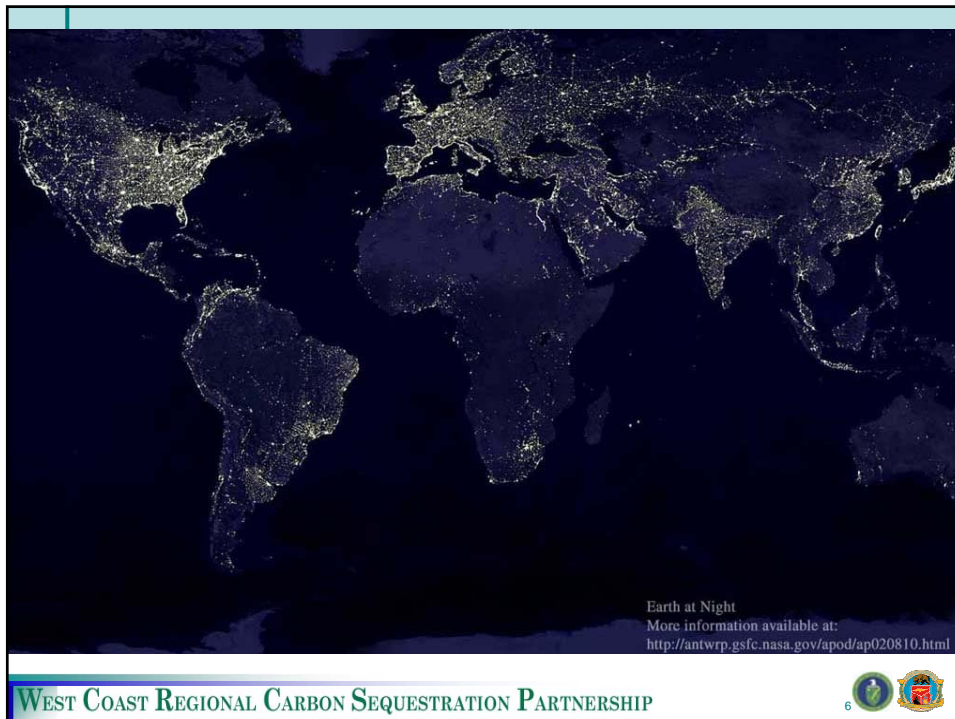 Earth at Night
More information available at:
http://antwrp.gsfc.nasa.gov/apod/ap020810.html
WEST COAST REGIONAL CARBON SEQUESTRATION PARTNERSHIP
6